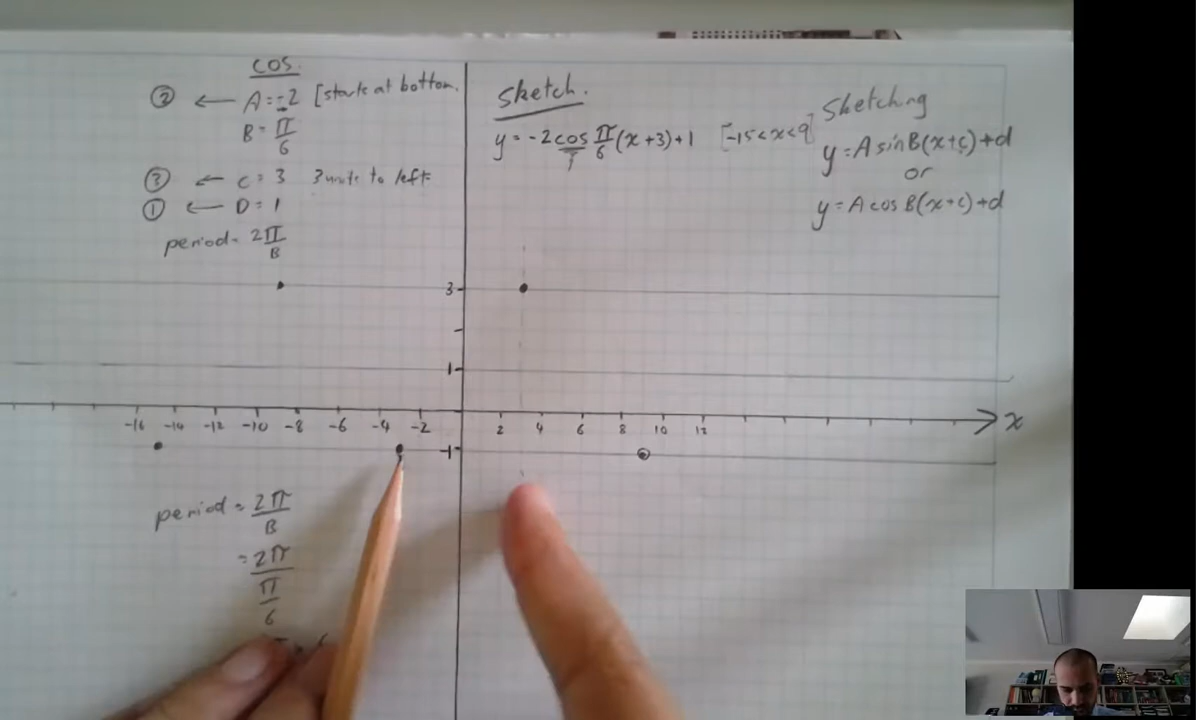 cos.
② ← A = -2 [starts at bottom.
B = π/6
③ ← C = 3 3 units to left
① ← D = 1
period = 2π/B
Sketch.
y = -2 cos π/6 (x+3)+1 [-15<x<9]
Sketching
y = A sin B(x+c)+d
or
y = A cos B(x+c)+d
3
1
-16 -14 -12 -10 -8 -6 -4 -2 2 4 6 8 10 12 x
-1
period = 2π/B
= 2π/(π/6)